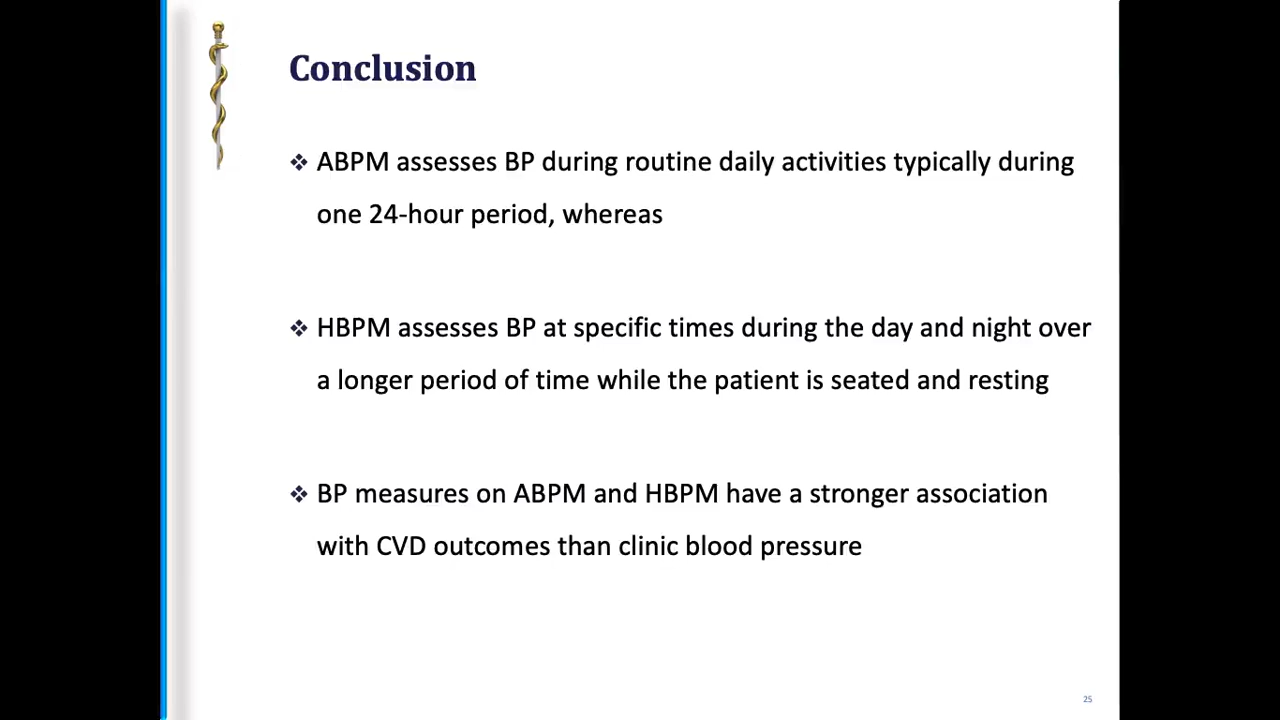 Conclusion
❖ ABPM assesses BP during routine daily activities typically during
one 24-hour period, whereas
❖ HBPM assesses BP at specific times during the day and night over
a longer period of time while the patient is seated and resting
❖ BP measures on ABPM and HBPM have a stronger association
with CVD outcomes than clinic blood pressure
25